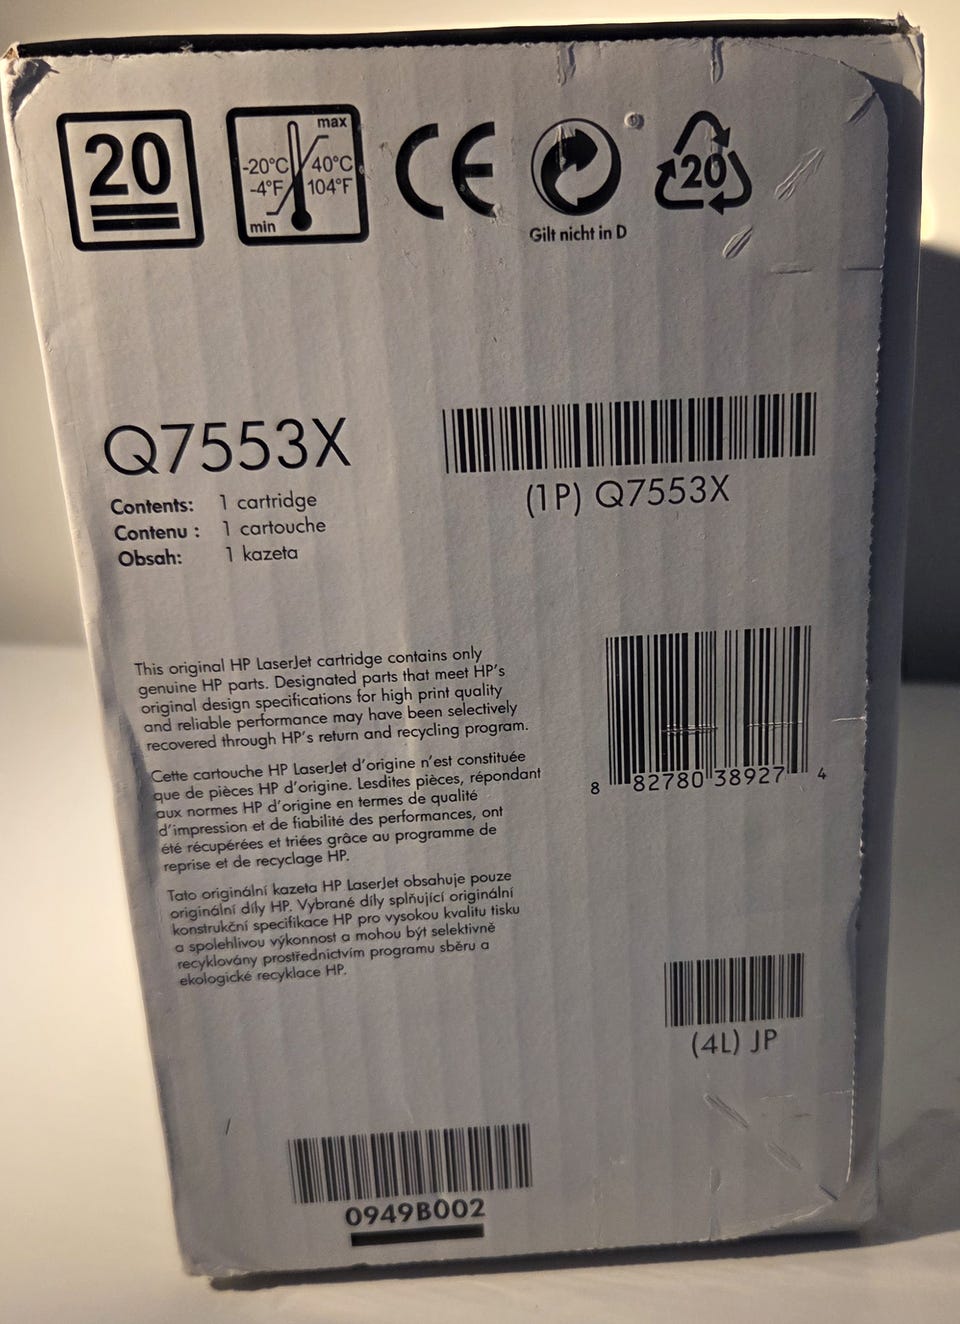 20
max
-20°C 40°C
-4°F 104°F
min
CE
Gilt nicht in D
20
Q7553X
Contents: 1 cartridge
Contenu : 1 cartouche
Obsah: 1 kazeta
(1P) Q7553X
This original HP LaserJet cartridge contains only
genuine HP parts. Designated parts that meet HP's
original design specifications for high print quality
and reliable performance may have been selectively
recovered through HP's return and recycling program.
Cette cartouche HP LaserJet d'origine n'est constituée
que de pièces HP d'origine. Lesdites pièces, répondant
aux normes HP d'origine en termes de qualité
d'impression et de fiabilité des performances, ont
été récupérées et triées grâce au programme de
reprise et de recyclage HP.
Tato originální kazeta HP LaserJet obsahuje pouze
originální díly HP. Vybrané díly splňující originální
konstrukční specifikace HP pro vysokou kvalitu tisku
a spolehlivou výkonnost a mohou být selektivně
recyklovány prostřednictvím programu sběru a
ekologické recyklace HP.
8 82780 38927 4
(4L) JP
0949B002